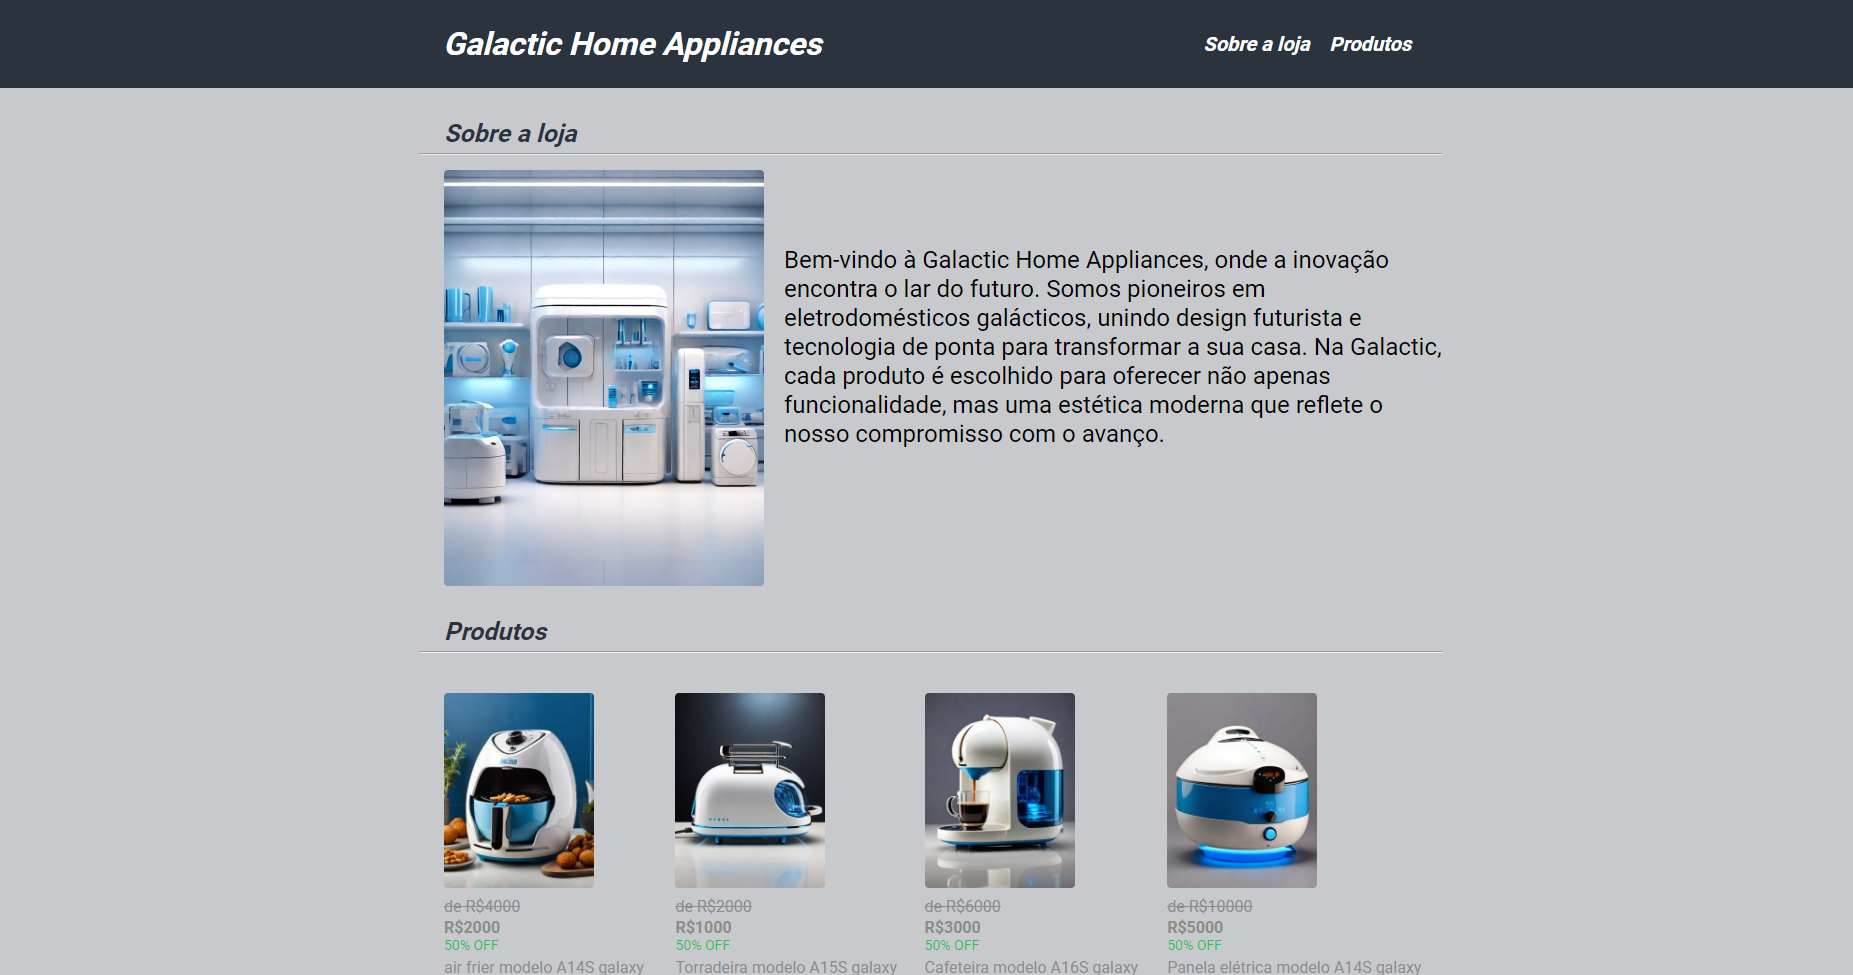 Galactic Home Appliances
Sobre a loja Produtos
Sobre a loja
Bem-vindo à Galactic Home Appliances, onde a inovação
encontra o lar do futuro. Somos pioneiros em
eletrodomésticos galácticos, unindo design futurista e
tecnologia de ponta para transformar a sua casa. Na Galactic,
cada produto é escolhido para oferecer não apenas
funcionalidade, mas uma estética moderna que reflete o
nosso compromisso com o avanço.
Produtos
de R$4000
R$2000
50% OFF
air frier modelo A14S galaxy
de R$2000
R$1000
50% OFF
Torradeira modelo A15S galaxy
de R$6000
R$3000
50% OFF
Cafeteira modelo A16S galaxy
de R$10000
R$5000
50% OFF
Panela elétrica modelo A14S galaxy